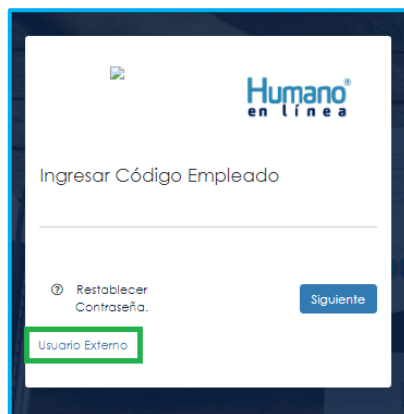 Humano®
en línea
Ingresar Código Empleado
Restablecer
Contraseña.
Siguiente
Usuario Externo